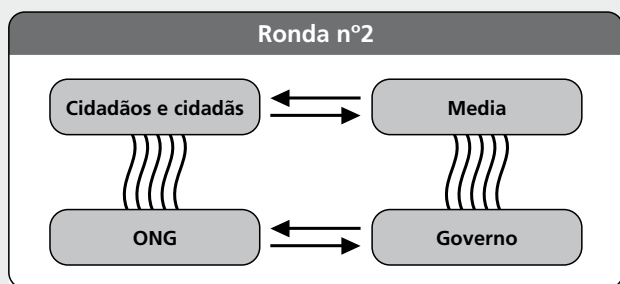 Ronda nº2
Cidadãos e cidadãs
Media
ONG
Governo